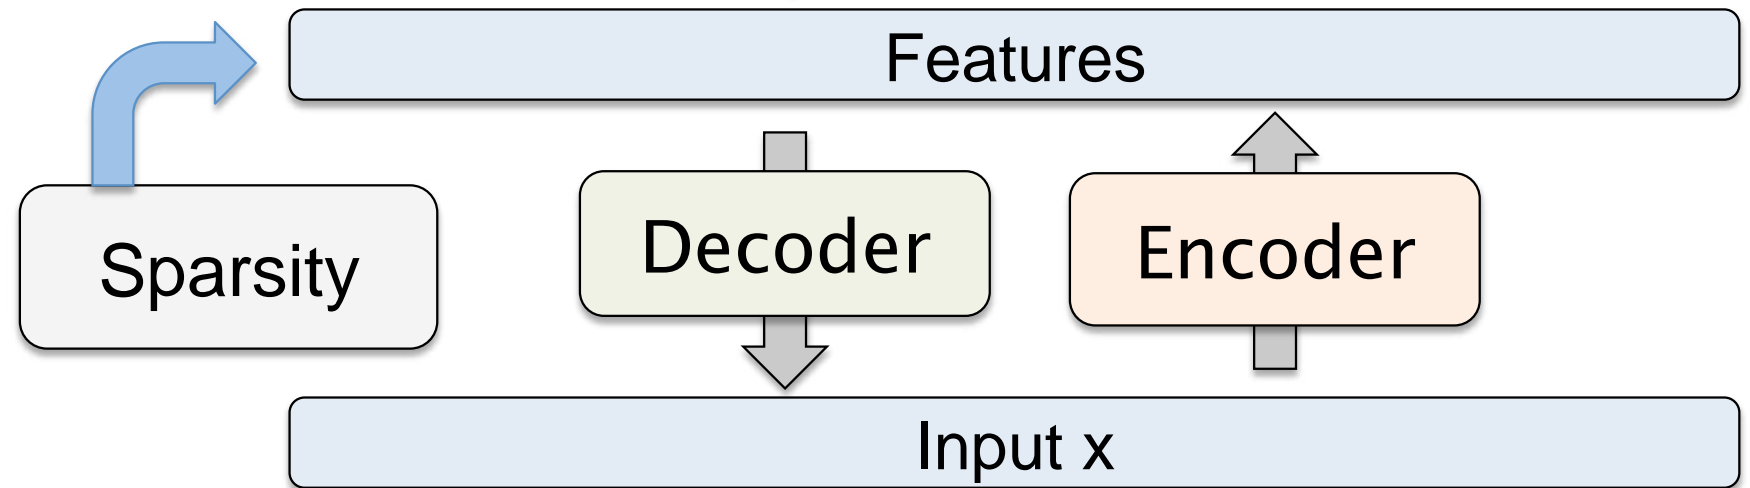 Features
Sparsity
Decoder
Encoder
Input x